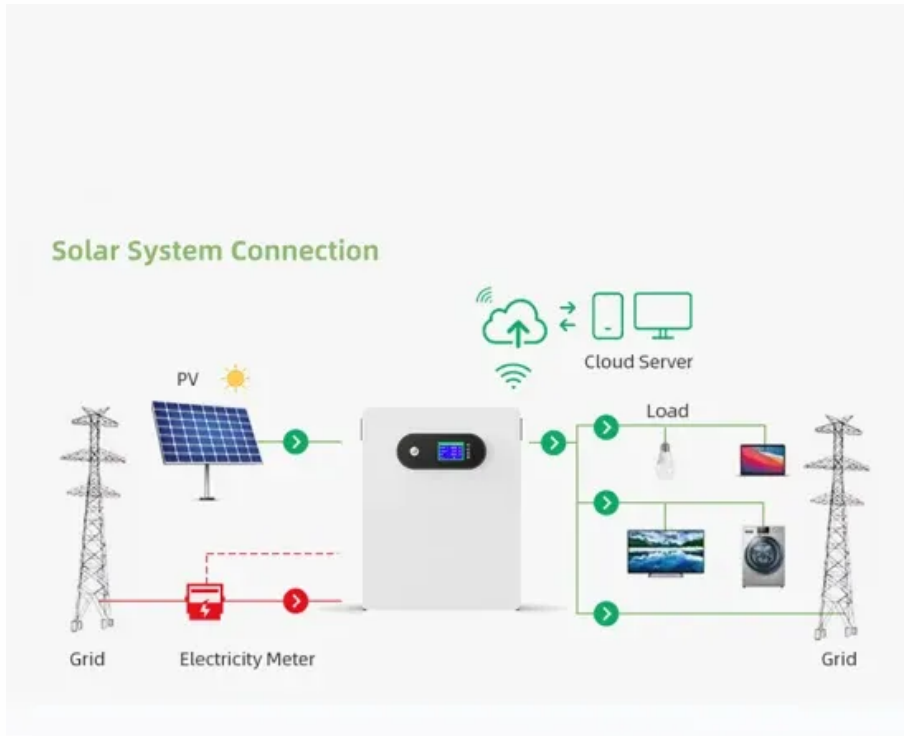 Solar System Connection
Cloud Server
PV
Load
Grid
Electricity Meter
Grid